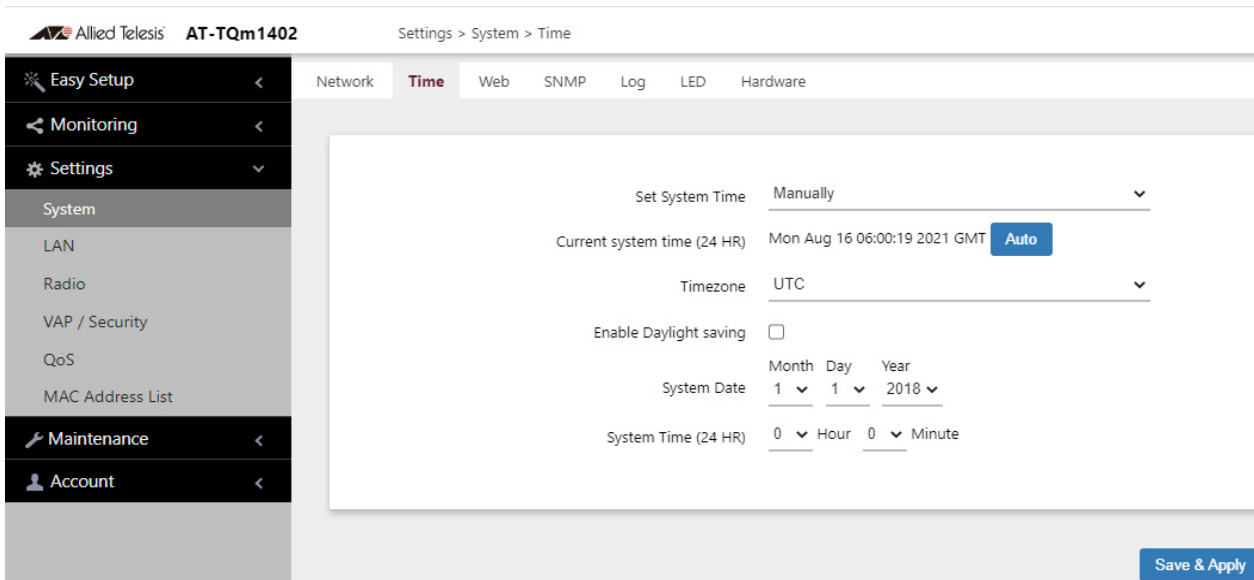 Allied Telesis AT-TQm1402 Settings > System > Time
Easy Setup
Monitoring
Settings
System
LAN
Radio
VAP / Security
QoS
MAC Address List
Maintenance
Account
Network Time Web SNMP Log LED Hardware
Set System Time Manually
Current system time (24 HR) Mon Aug 16 06:00:19 2021 GMT Auto
Timezone UTC
Enable Daylight saving
Month Day Year
System Date 1 1 2018
System Time (24 HR) 0 Hour 0 Minute
Save & Apply